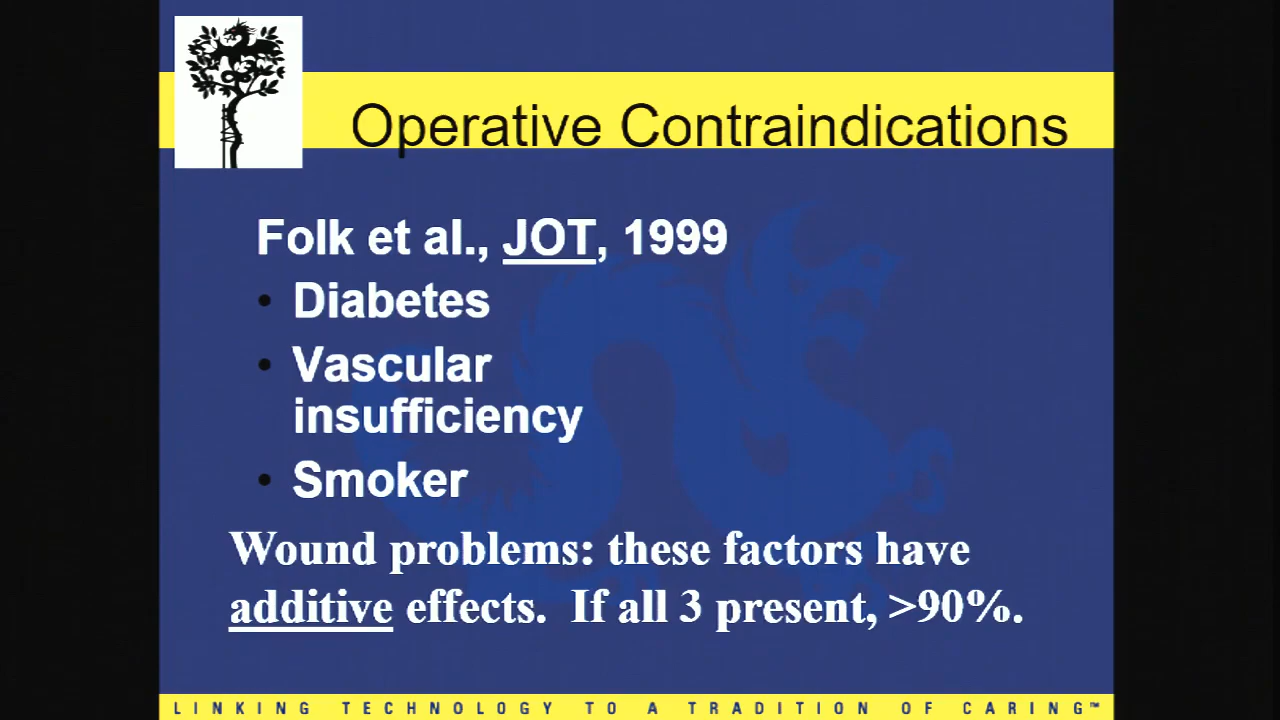 Operative Contraindications
Folk et al., JOT, 1999
• Diabetes
• Vascular
insufficiency
• Smoker
Wound problems: these factors have
additive effects.  If all 3 present, >90%.
LINKING TECHNOLOGY TO A TRADITION OF CARING™